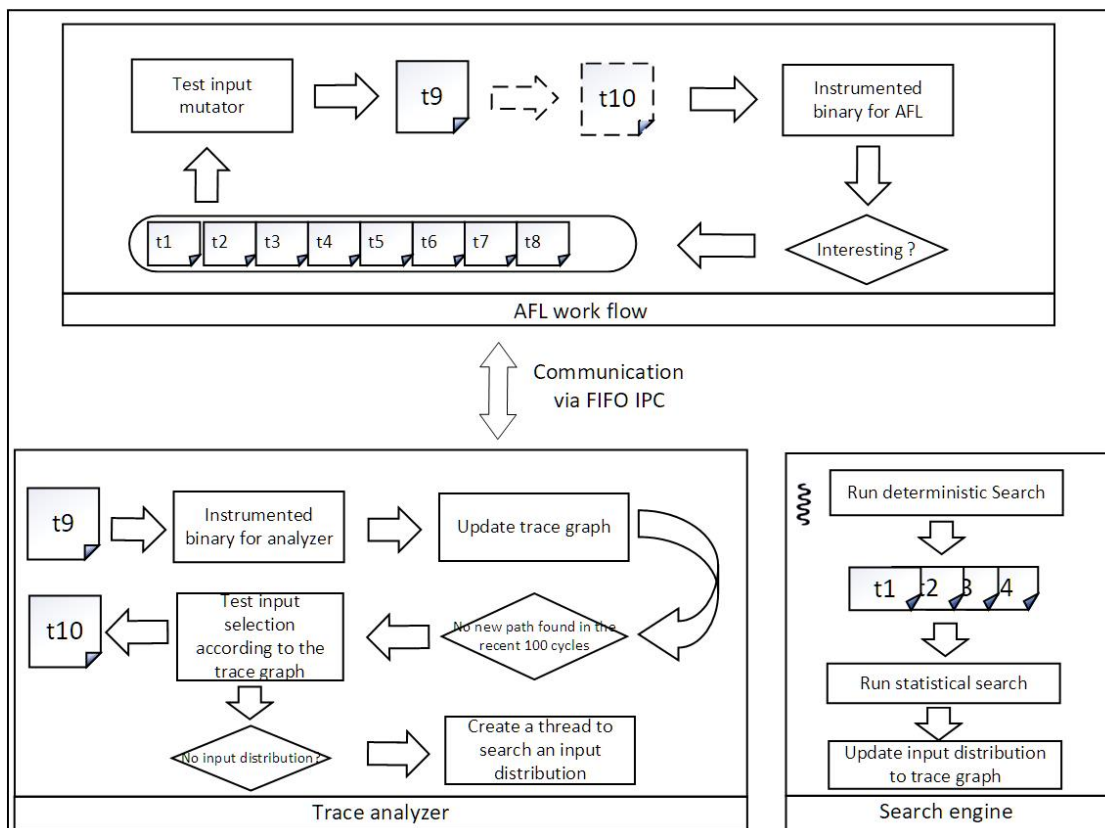 Test input
mutator
t9
t10
Instrumented
binary for AFL
t1 t2 t3 t4 t5 t6 t7 t8
Interesting ?
AFL work flow
Communication
via FIFO IPC
t9
Instrumented
binary for analyzer
Update trace graph
t10
Test input
selection
according to the
trace graph
No new path found in the
recent 100 cycles
No input distribution?
Create a thread to
search an input
distribution
Trace analyzer
Run deterministic Search
t1 t2 3 4
Run statistical search
Update input distribution
to trace graph
Search engine